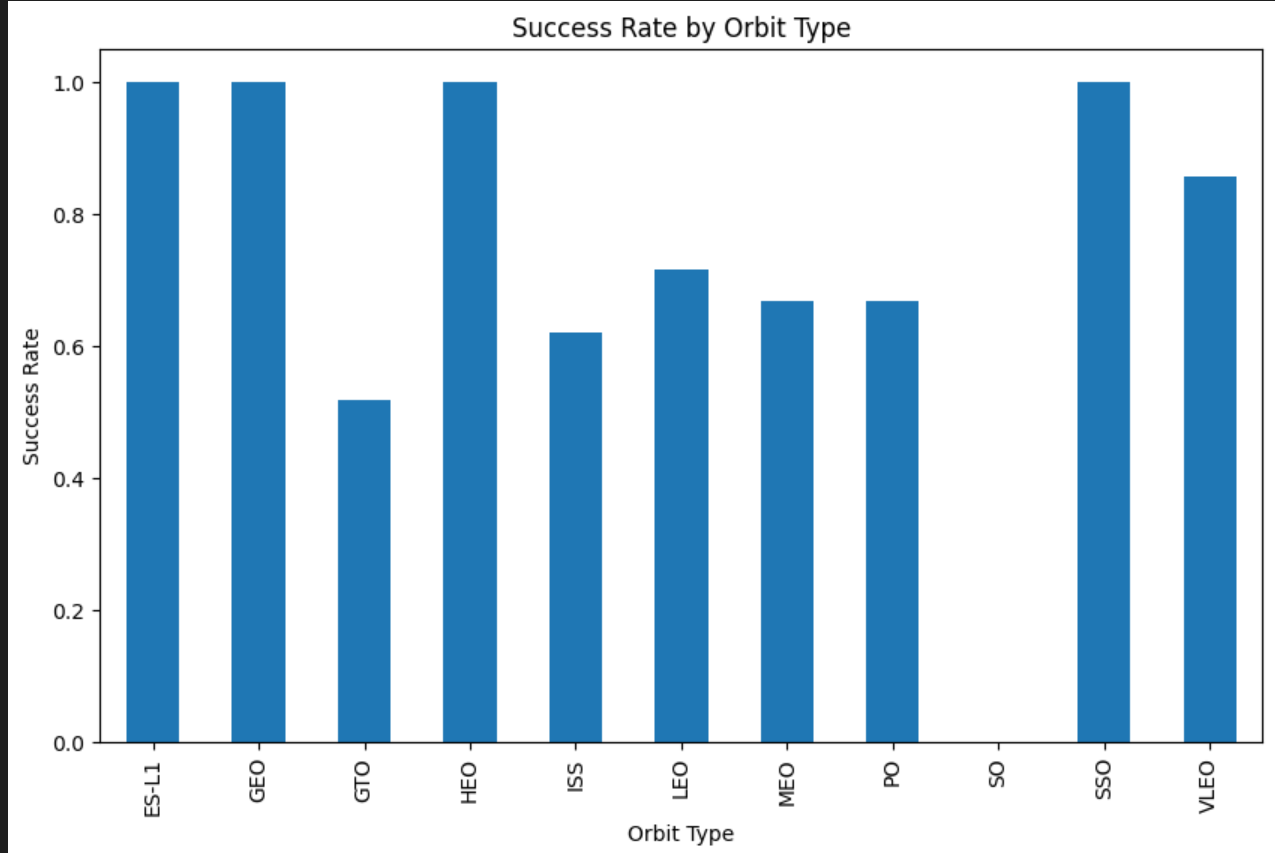 Success Rate by Orbit Type
1.0
0.8
0.6
0.4
0.2
0.0
Success Rate
ES-L1
GEO
GTO
HEO
ISS
LEO
MEO
PO
SO
SSO
VLEO
Orbit Type